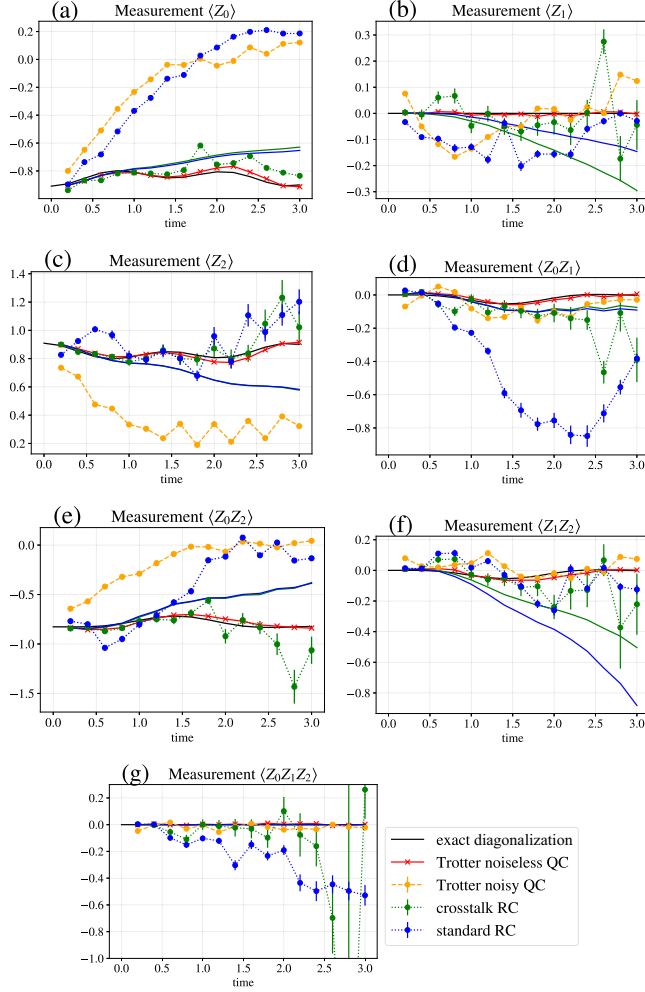 (a) Measurement ⟨Z₀⟩
0.2
0.0
−0.2
−0.4
−0.6
−0.8
0.0 0.5 1.0 1.5 2.0 2.5 3.0
time
(b) Measurement ⟨Z₁⟩
0.3
0.2
0.1
0.0
−0.1
−0.2
−0.3
0.0 0.5 1.0 1.5 2.0 2.5 3.0
time
(c) Measurement ⟨Z₂⟩
1.4
1.2
1.0
0.8
0.6
0.4
0.2
0.0 0.5 1.0 1.5 2.0 2.5 3.0
time
(d) Measurement ⟨Z₀Z₁⟩
0.2
0.0
−0.2
−0.4
−0.6
−0.8
0.0 0.5 1.0 1.5 2.0 2.5 3.0
time
(e) Measurement ⟨Z₀Z₂⟩
0.0
−0.5
−1.0
−1.5
0.0 0.5 1.0 1.5 2.0 2.5 3.0
time
(f) Measurement ⟨Z₁Z₂⟩
0.2
0.0
−0.2
−0.4
−0.6
−0.8
0.0 0.5 1.0 1.5 2.0 2.5 3.0
time
(g) Measurement ⟨Z₀Z₁Z₂⟩
0.2
0.0
−0.2
−0.4
−0.6
−0.8
−1.0
0.0 0.5 1.0 1.5 2.0 2.5 3.0
time
exact diagonalization
Trotter noiseless QC
Trotter noisy QC
crosstalk RC
standard RC